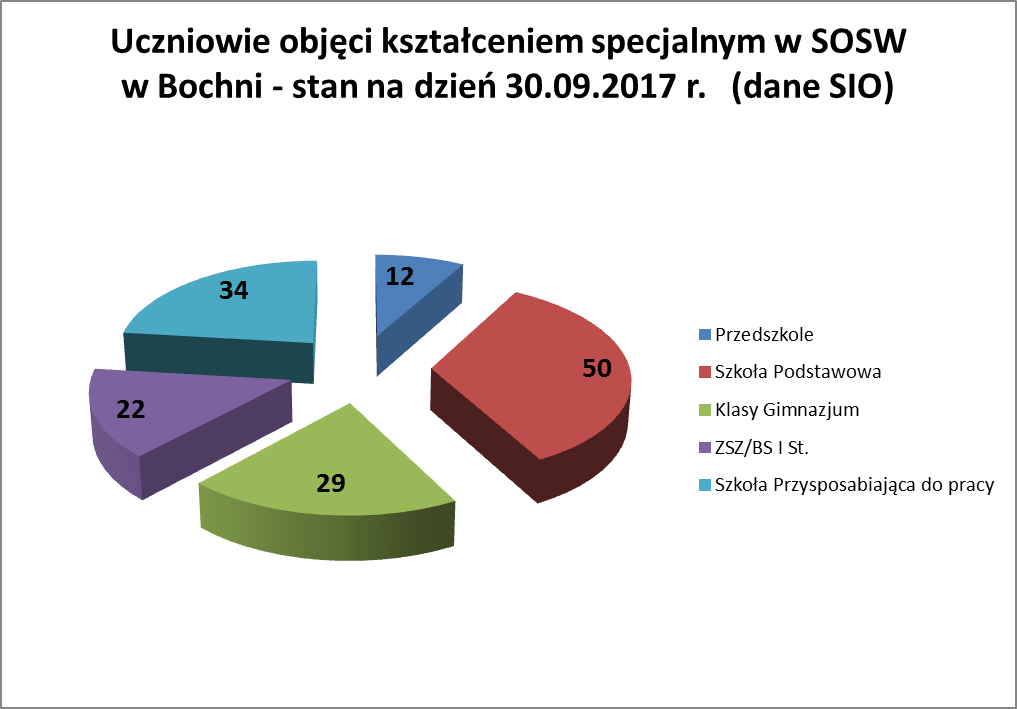 Uczniowie objęci kształceniem specjalnym w SOSW
w Bochni - stan na dzień 30.09.2017 r. (dane SIO)
12
34
50
22
29
Przedszkole
Szkoła Podstawowa
Klasy Gimnazjum
ZSZ/BS I St.
Szkoła Przysposabiająca do pracy